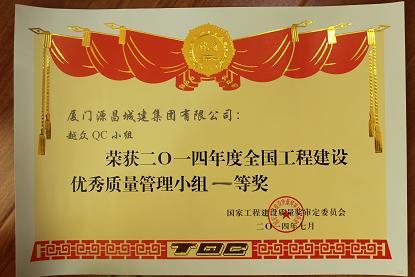 厦门源昌城建集团有限公司：
越众QC小组
荣获二〇一四年度全国工程建设
优秀质量管理小组一等奖
国家工程建设质量奖审定委员会
二〇一四年七月
TQC